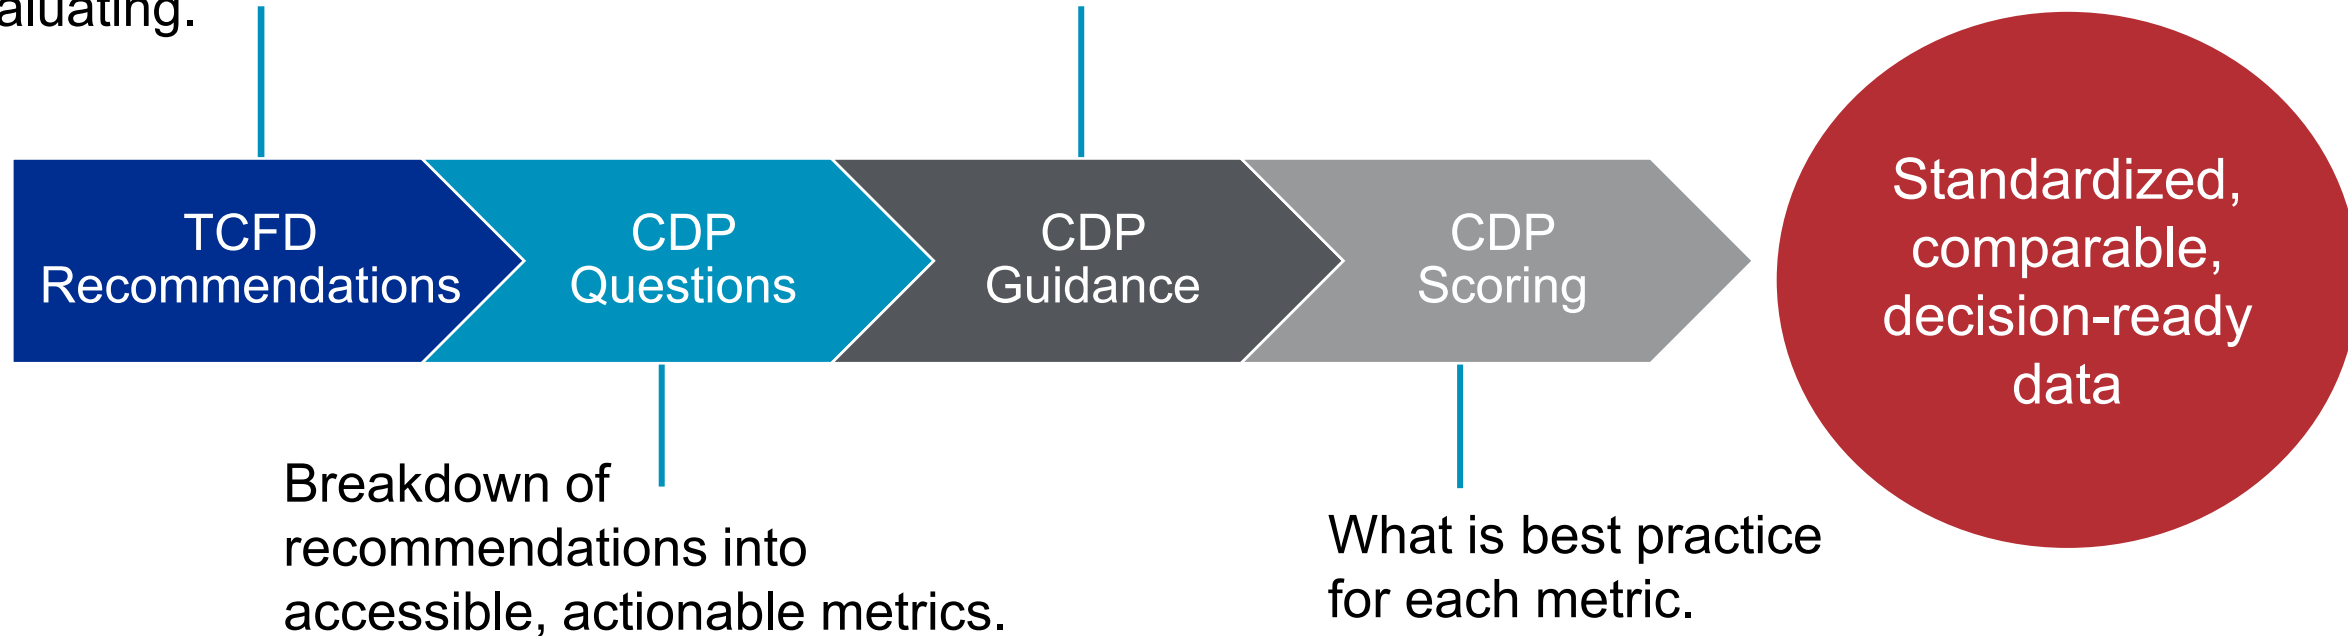 aluating.
TCFD
Recommendations
CDP
Questions
CDP
Guidance
CDP
Scoring
Standardized,
comparable,
decision-ready
data
Breakdown of
recommendations into
accessible, actionable metrics.
What is best practice
for each metric.